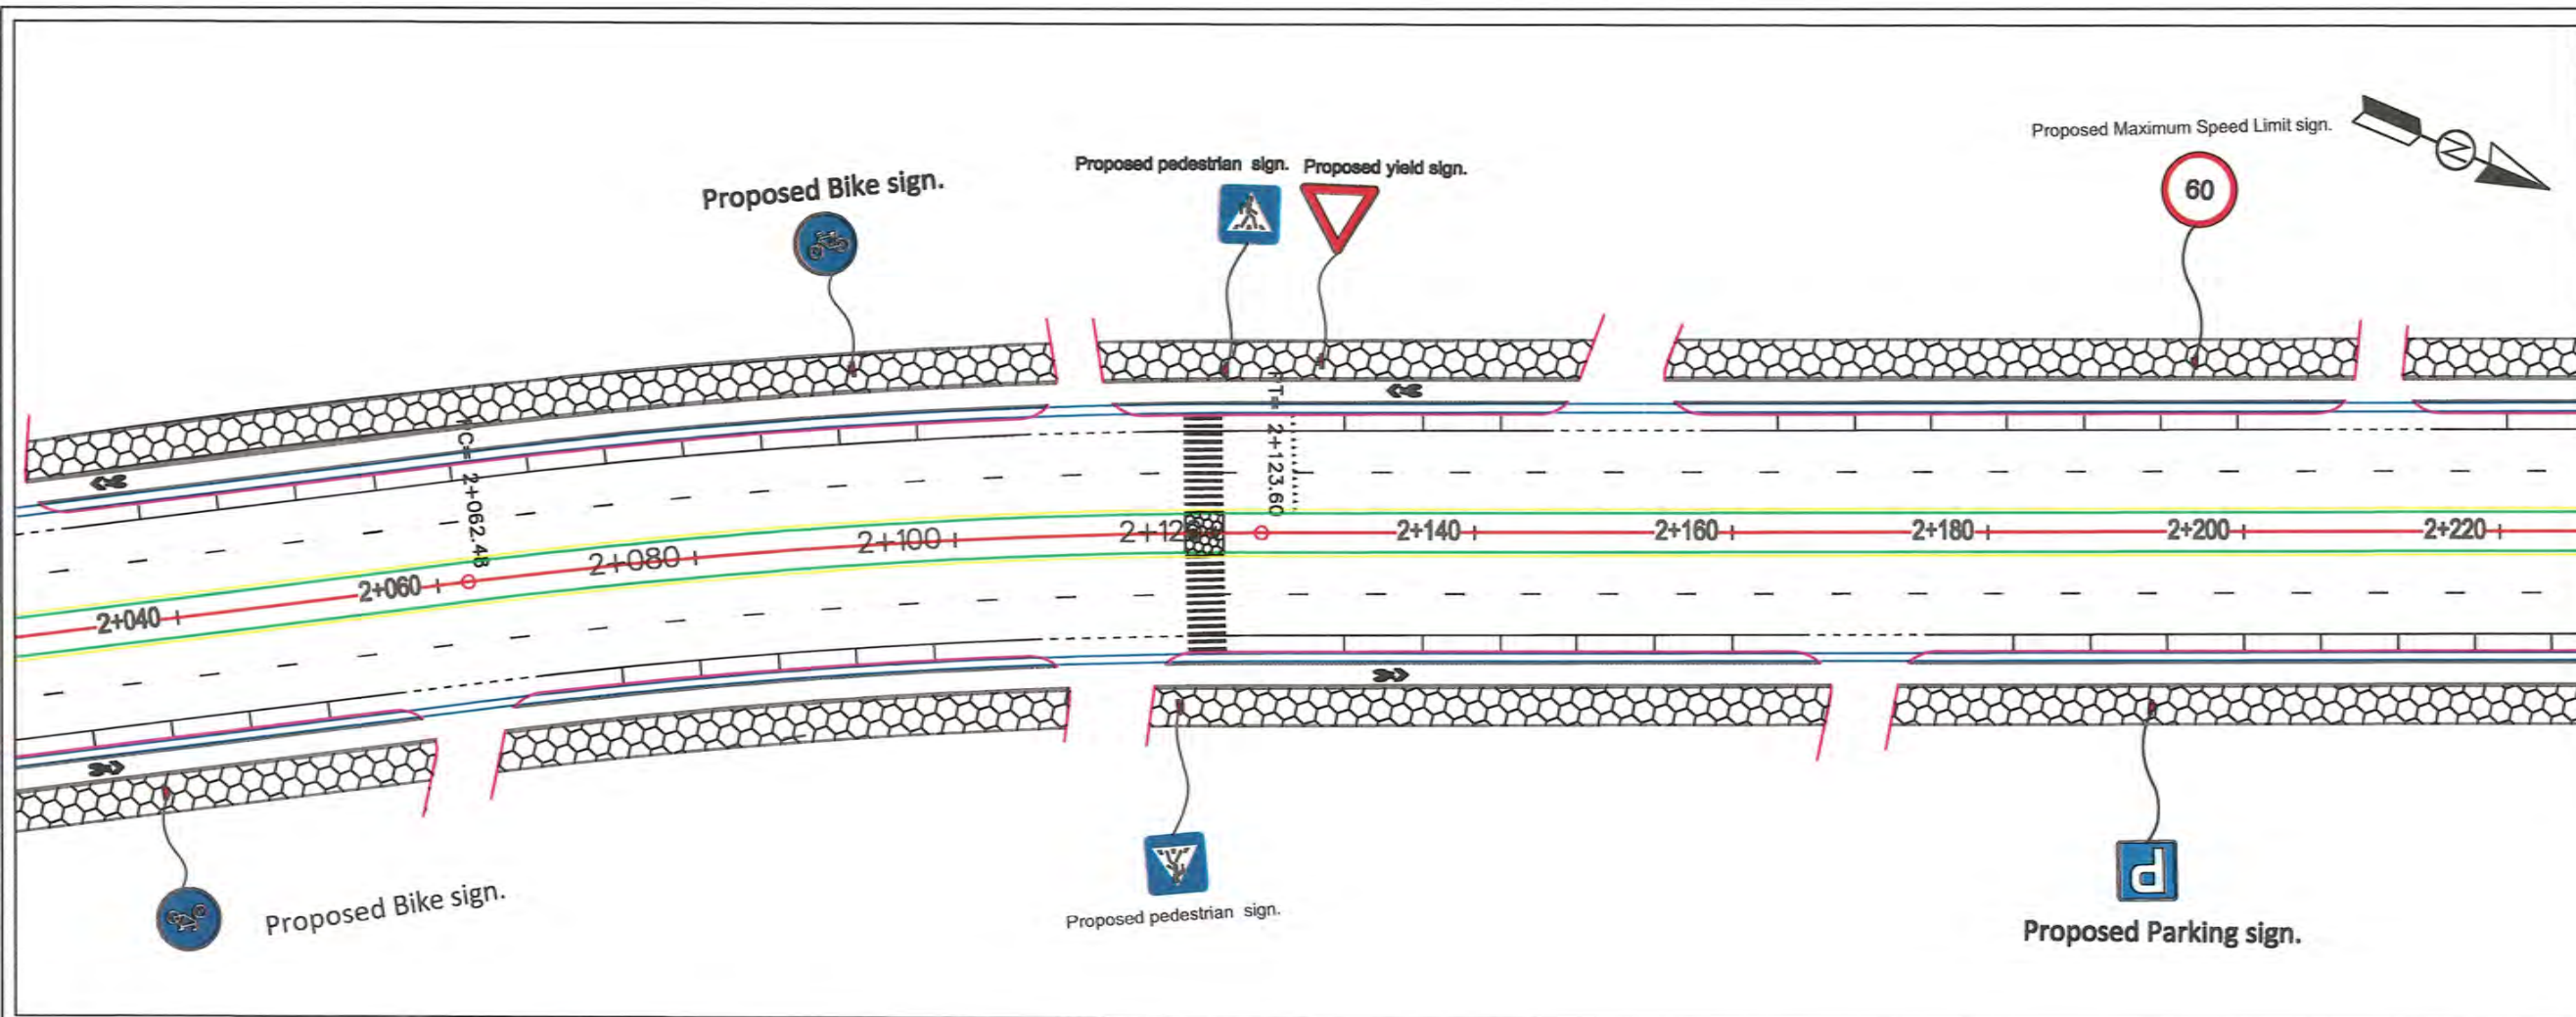 Proposed Maximum Speed Limit sign.
60
N
Proposed pedestrian sign.
Proposed yield sign.
Proposed Bike sign.
2+062.48
2+123.60
2+040
2+060
2+080
2+100
2+140
2+160
2+180
2+200
2+220
Proposed Bike sign.
Proposed pedestrian sign.
P
Proposed Parking sign.